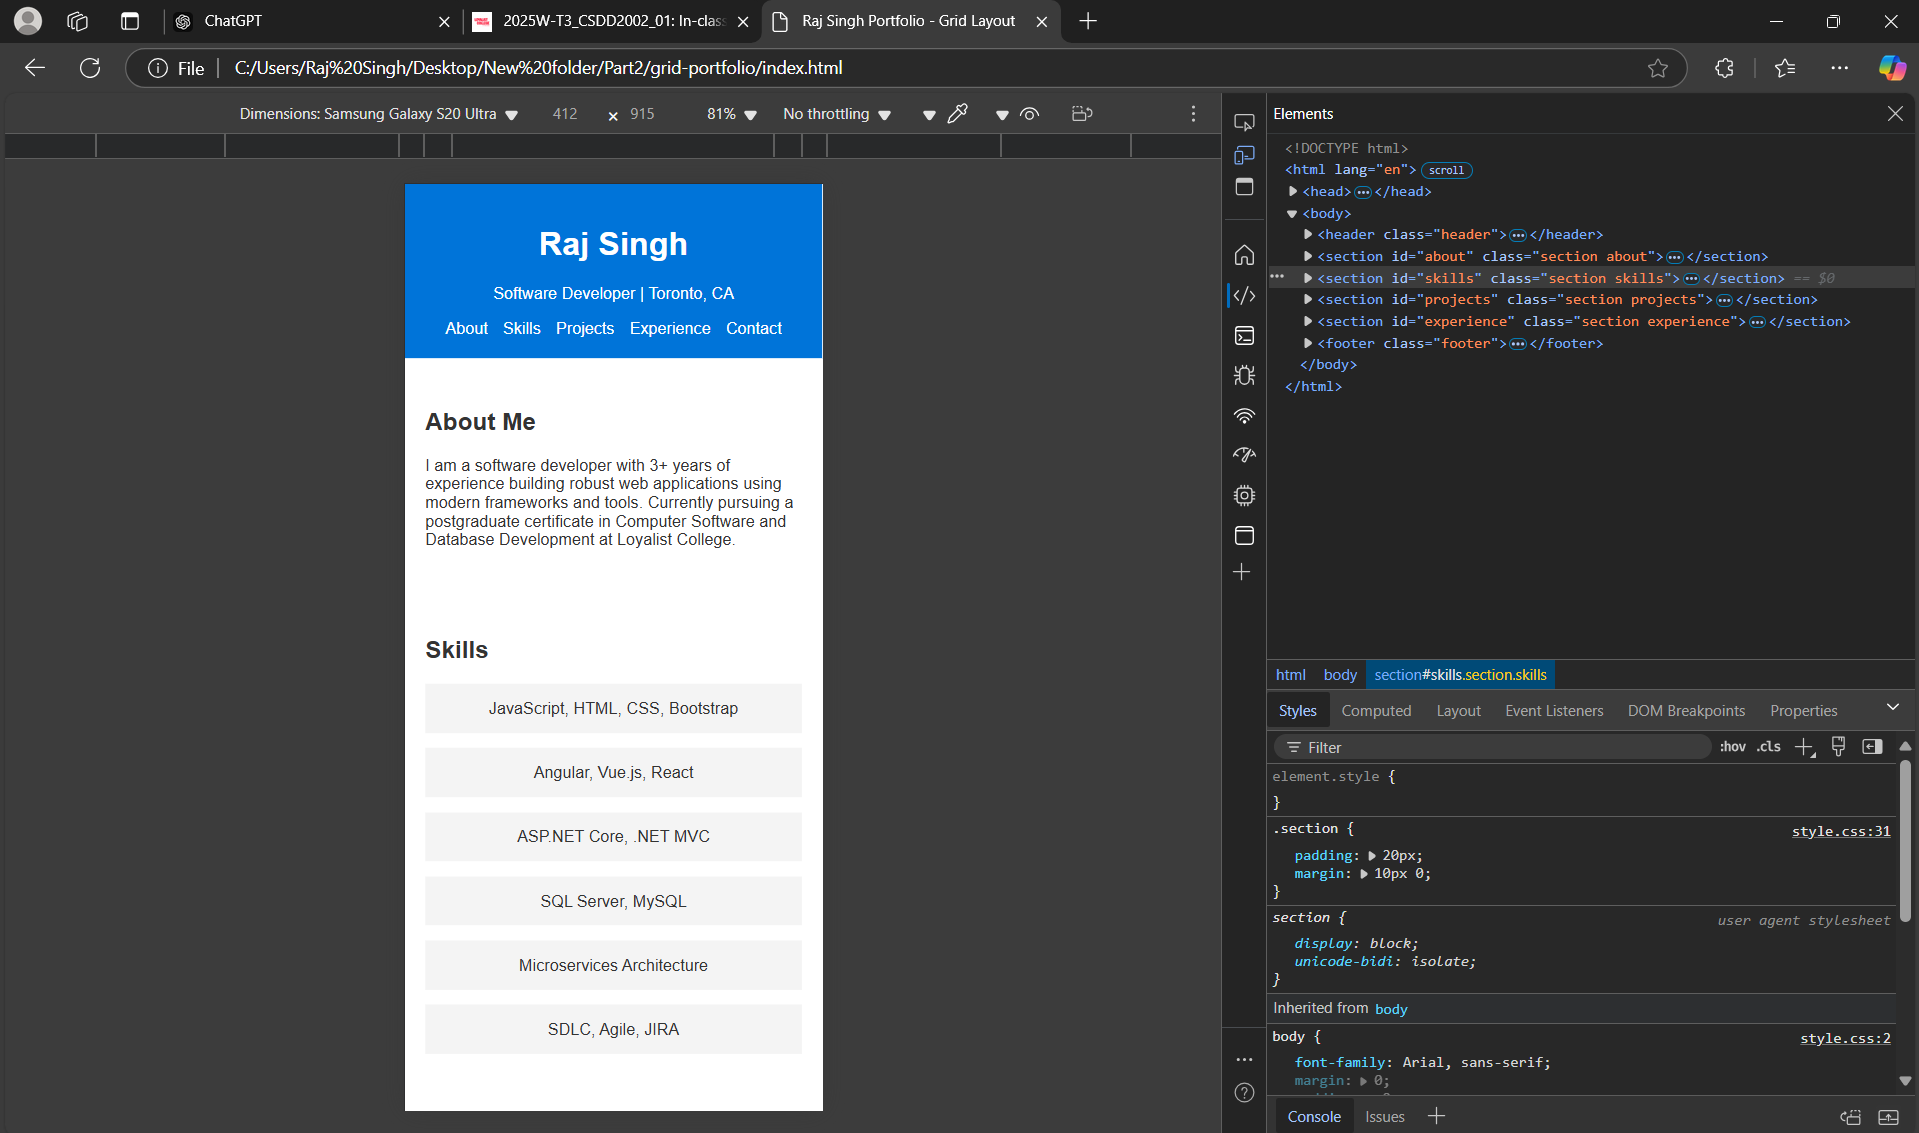 ChatGPT
2025W-T3_CSDD2002_01: In-clas
Raj Singh Portfolio - Grid Layout
File
C:/Users/Raj%20Singh/Desktop/New%20folder/Part2/grid-portfolio/index.html
Dimensions: Samsung Galaxy S20 Ultra
412
×
915
81%
No throttling
Raj Singh
Software Developer | Toronto, CA
About Skills Projects Experience Contact
About Me
I am a software developer with 3+ years of
experience building robust web applications using
modern frameworks and tools. Currently pursuing a
postgraduate certificate in Computer Software and
Database Development at Loyalist College.
Skills
JavaScript, HTML, CSS, Bootstrap
Angular, Vue.js, React
ASP.NET Core, .NET MVC
SQL Server, MySQL
Microservices Architecture
SDLC, Agile, JIRA
Elements
<!DOCTYPE html>
<html lang="en"> scroll
<head> ••• </head>
<body>
<header class="header"> ••• </header>
<section id="about" class="section about"> ••• </section>
<section id="skills" class="section skills"> ••• </section> == $0
<section id="projects" class="section projects"> ••• </section>
<section id="experience" class="section experience"> ••• </section>
<footer class="footer"> ••• </footer>
</body>
</html>
html body section#skills.section.skills
Styles Computed Layout Event Listeners DOM Breakpoints Properties
Filter
:hov .cls
element.style {
}
.section {
style.css:31
padding: 20px;
margin: 10px 0;
}
section {
user agent stylesheet
display: block;
unicode-bidi: isolate;
}
Inherited from body
body {
style.css:2
font-family: Arial, sans-serif;
margin: 0;
Console Issues